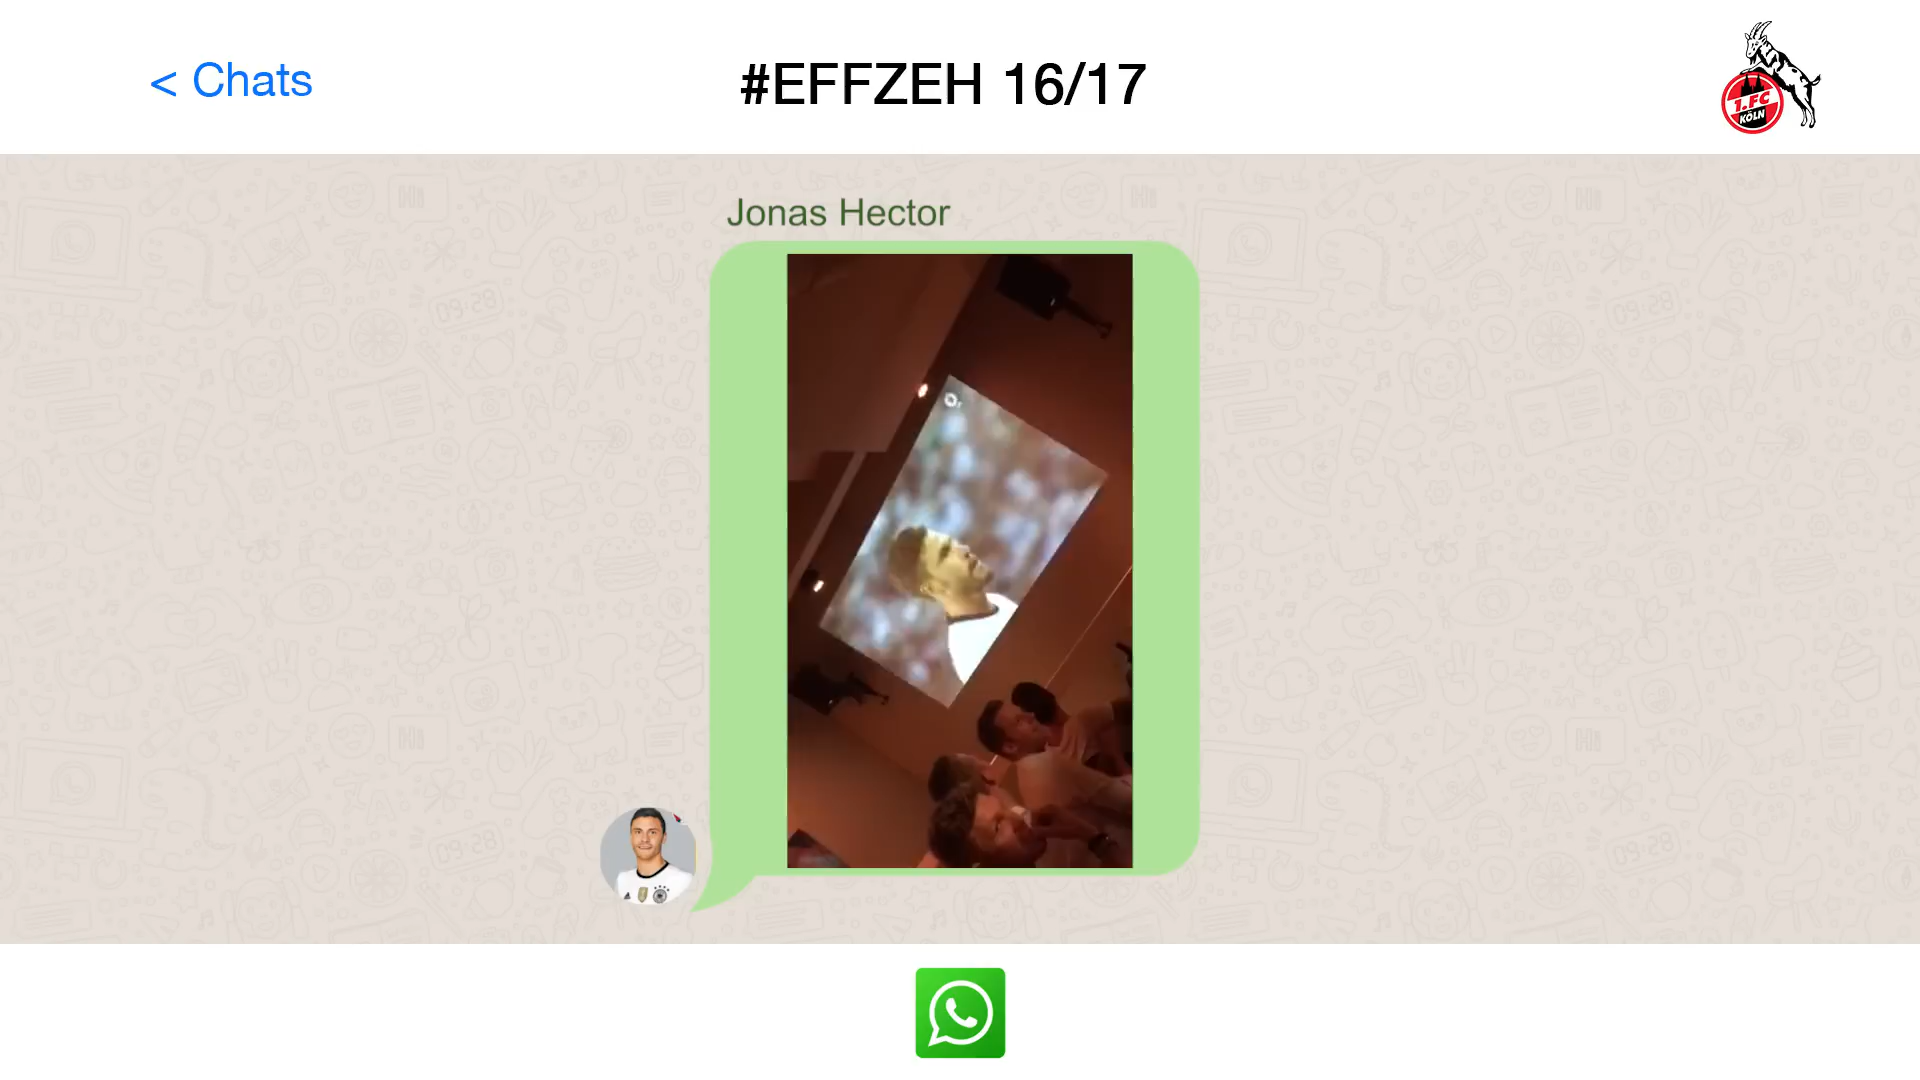 < Chats
#EFFZEH 16/17
1.FC
KÖLN
Jonas Hector